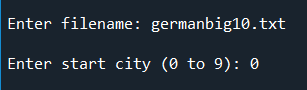 Enter filename: germanbig10.txt
Enter start city (0 to 9): 0